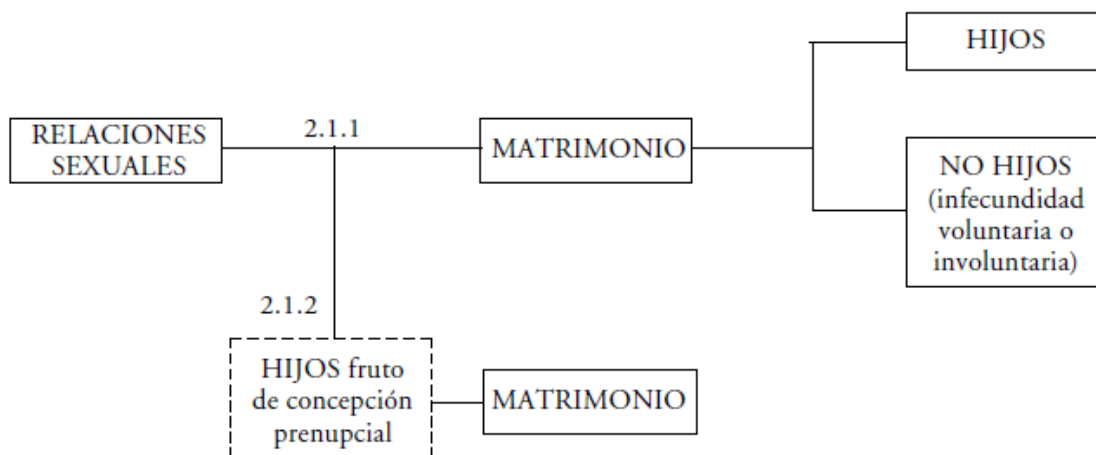 HIJOS
RELACIONES
SEXUALES
2.1.1
MATRIMONIO
NO HIJOS
(infecundidad
voluntaria o
involuntaria)
2.1.2
HIJOS fruto
de concepción
prenupcial
MATRIMONIO